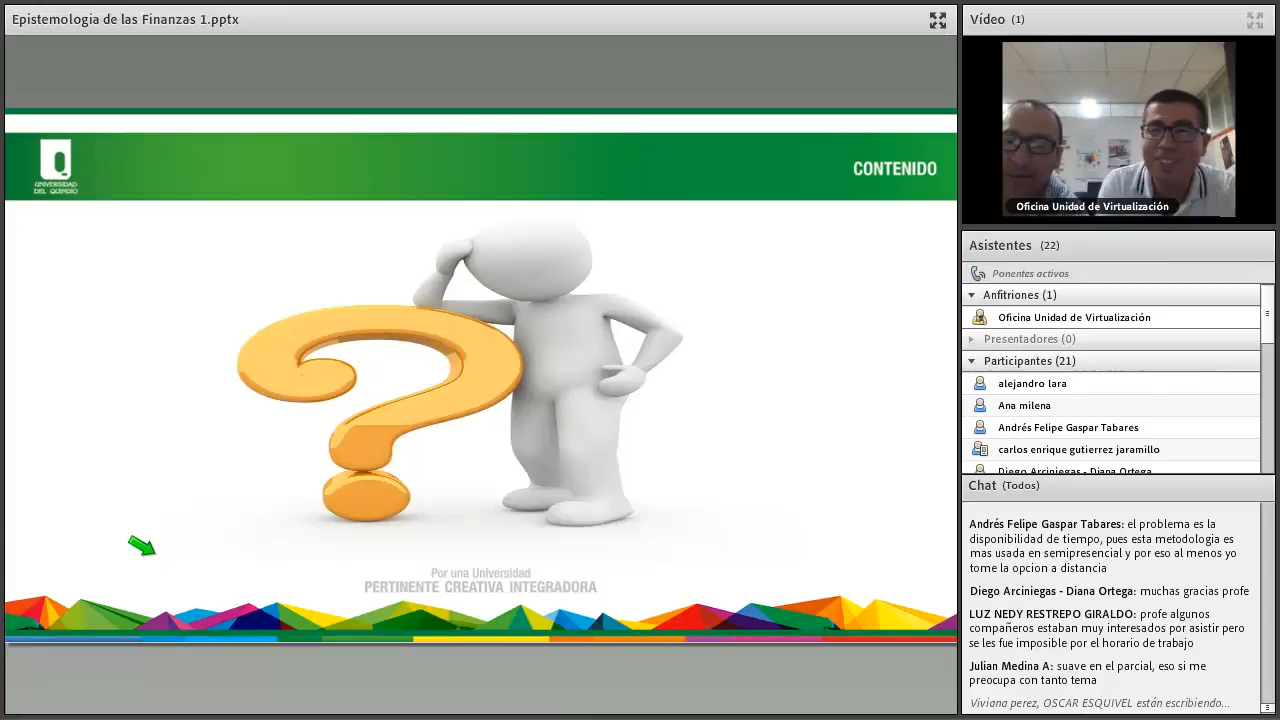 Epistemologia de las Finanzas 1.pptx
UNIVERSIDAD
DEL QUINDÍO
CONTENIDO
Por una Universidad
PERTINENTE CREATIVA INTEGRADORA
Vídeo (1)
Oficina Unidad de Virtualización
Asistentes (22)
Ponentes activos
Anfitriones (1)
Oficina Unidad de Virtualización
Presentadores (0)
Participantes (21)
alejandro lara
Ana milena
Andrés Felipe Gaspar Tabares
carlos enrique gutierrez jaramillo
Diego Arciniegas - Diana Ortega
Chat (Todos)
Andrés Felipe Gaspar Tabares: el problema es la
disponibilidad de tiempo, pues esta metodologia es
mas usada en semipresencial y por eso al menos yo
tome la opcion a distancia
Diego Arciniegas - Diana Ortega: muchas gracias profe
LUZ NEDY RESTREPO GIRALDO: profe algunos
compañeros estaban muy interesados por asistir pero
se les fue imposible por el horario de trabajo
Julian Medina A: suave en el parcial, eso si me
preocupa con tanto tema
Viviana perez, OSCAR ESQUIVEL están escribiendo...